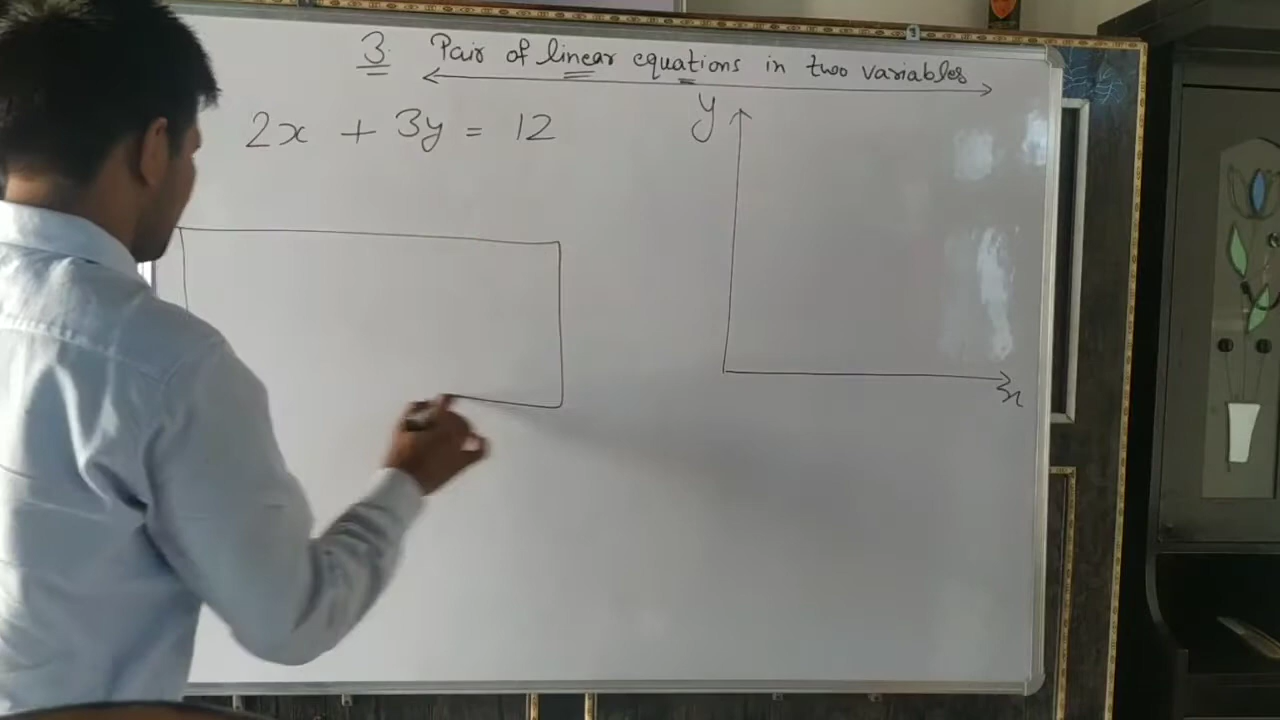 3. Pair of linear equations in two variables
2x + 3y = 12
y
x